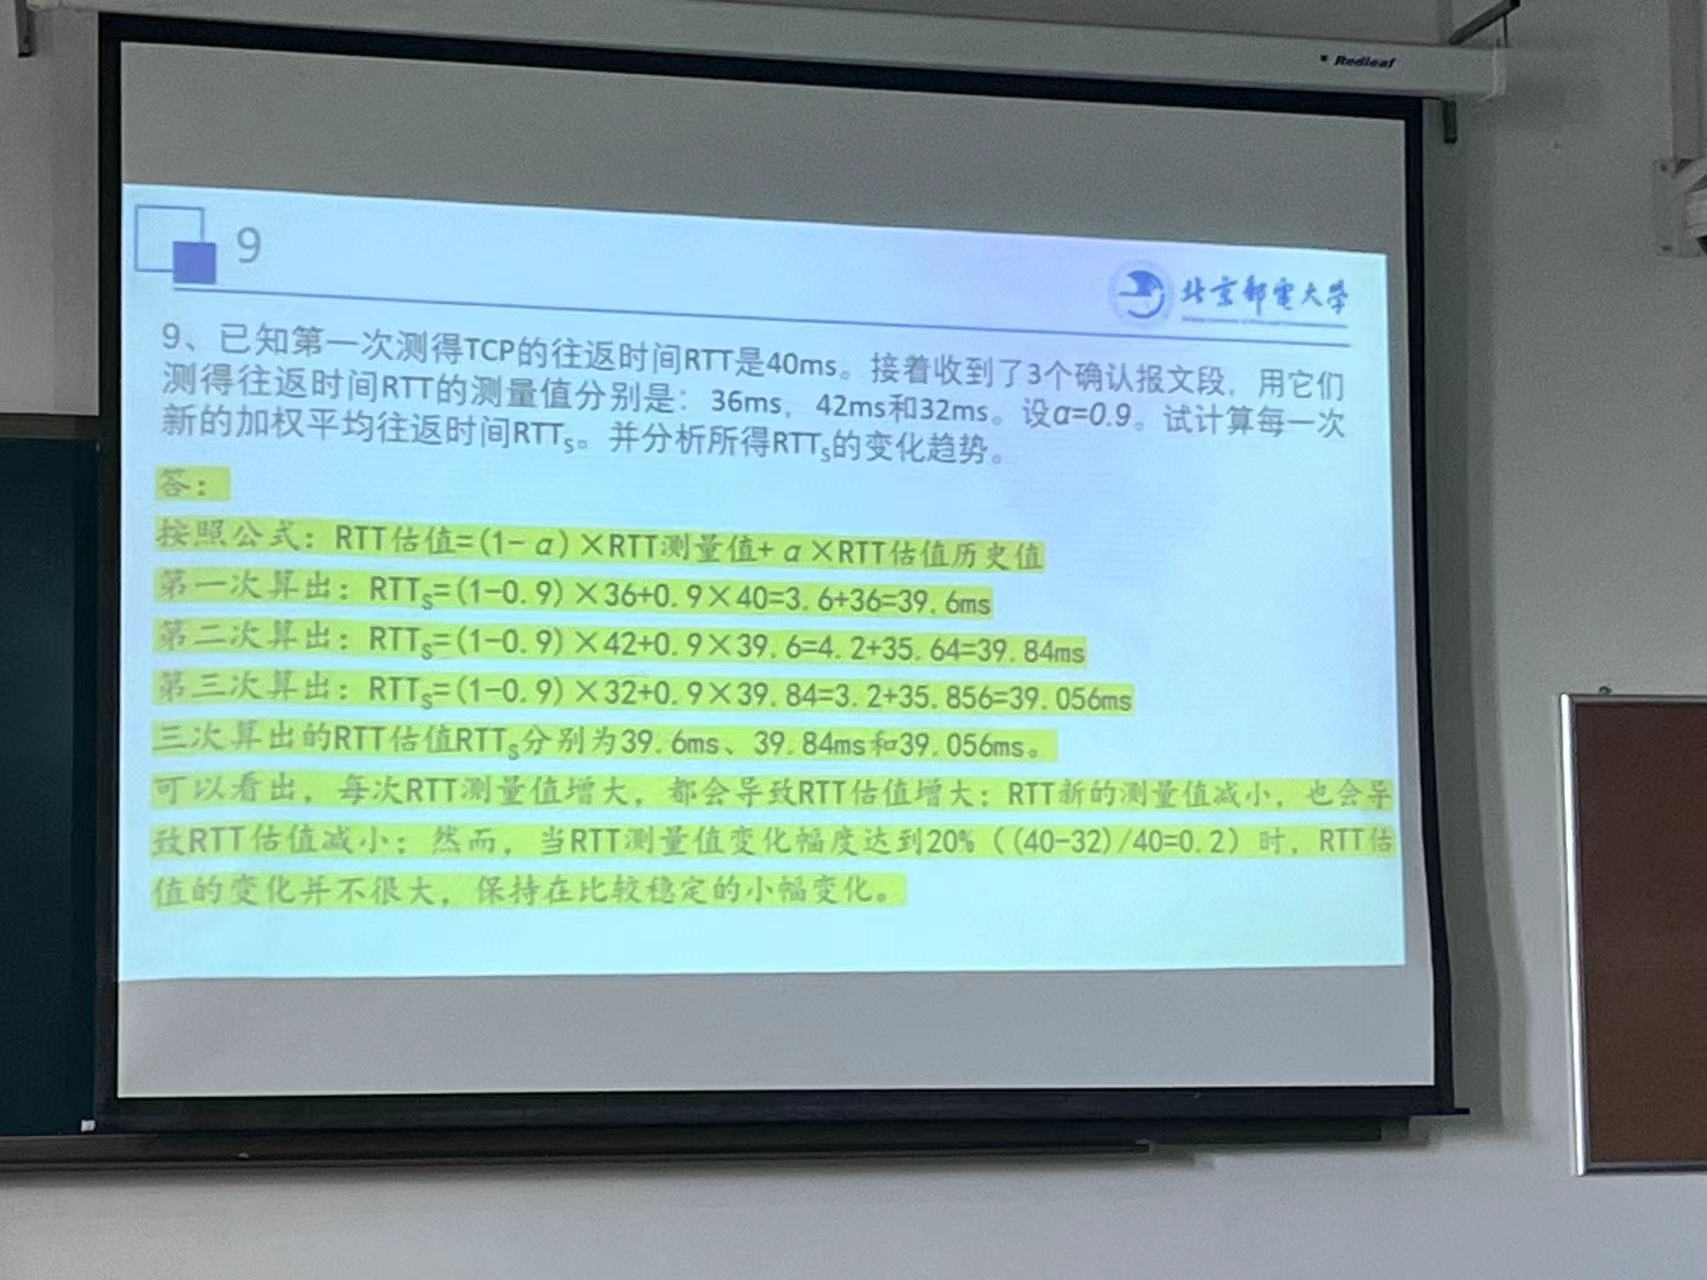 Redleaf
9
北京邮电大学
9、已知第一次测得TCP的往返时间RTT是40ms。接着收到了3个确认报文段，用它们
测得往返时间RTT的测量值分别是：36ms，42ms和32ms。设α=0.9。试计算每一次
新的加权平均往返时间RTTs。并分析所得RTTs的变化趋势。
答：
按照公式：RTT估值=(1-α)×RTT测量值+α×RTT估值历史值
第一次算出：RTTs=(1-0.9)×36+0.9×40=3.6+36=39.6ms
第二次算出：RTTs=(1-0.9)×42+0.9×39.6=4.2+35.64=39.84ms
第三次算出：RTTs=(1-0.9)×32+0.9×39.84=3.2+35.856=39.056ms
三次算出的RTT估值RTTs分别为39.6ms、39.84ms和39.056ms。
可以看出，每次RTT测量值增大，都会导致RTT估值增大；RTT新的测量值减小，也会导
致RTT估值减小；然而，当RTT测量值变化幅度达到20%（(40-32)/40=0.2）时，RTT估
值的变化并不很大，保持在比较稳定的小幅变化。